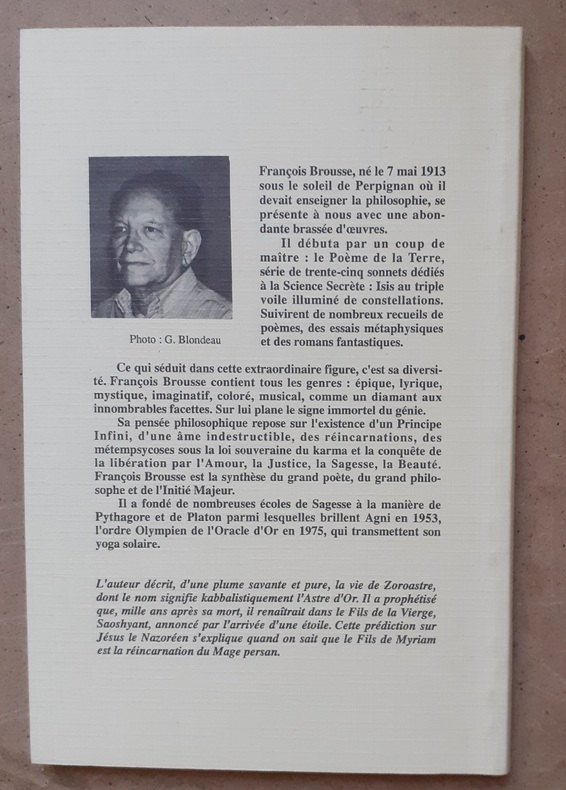 François Brousse, né le 7 mai 1913
sous le soleil de Perpignan où il
devait enseigner la philosophie, se
présente à nous avec une abon-
dante brassée d'œuvres.
Il débuta par un coup de
maître : le Poème de la Terre,
série de trente-cinq sonnets dédiés
à la Science Secrète : Isis au triple
voile illuminé de constellations.
Suivirent de nombreux recueils de
poèmes, des essais métaphysiques
et des romans fantastiques.
Photo : G. Blondeau
Ce qui séduit dans cette extraordinaire figure, c'est sa diversi-
té. François Brousse contient tous les genres : épique, lyrique,
mystique, imaginatif, coloré, musical, comme un diamant aux
innombrables facettes. Sur lui plane le signe immortel du génie.
Sa pensée philosophique repose sur l'existence d'un Principe
Infini, d'une âme indestructible, des réincarnations, des
métempsycoses sous la loi souveraine du karma et la conquête de
la libération par l'Amour, la Justice, la Sagesse, la Beauté.
François Brousse est la synthèse du grand poète, du grand philo-
sophe et de l'Initié Majeur.
Il a fondé de nombreuses écoles de Sagesse à la manière de
Pythagore et de Platon parmi lesquelles brillent Agni en 1953,
l'ordre Olympien de l'Oracle d'Or en 1975, qui transmettent son
yoga solaire.
L'auteur décrit, d'une plume savante et pure, la vie de Zoroastre,
dont le nom signifie kabbalistiquement l'Astre d'Or. Il a prophétisé
que, mille ans après sa mort, il renaîtrait dans le Fils de la Vierge,
Saoshyant, annoncé par l'arrivée d'une étoile. Cette prédiction sur
Jésus le Nazoréen s'explique quand on sait que le Fils de Myriam
est la réincarnation du Mage persan.